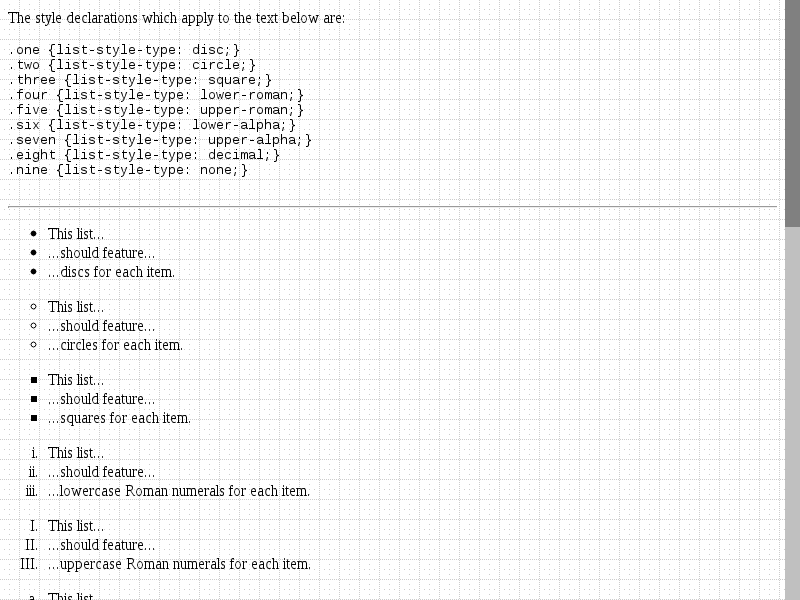 The style declarations which apply to the text below are:
.one {list-style-type: disc;}
.two {list-style-type: circle;}
.three {list-style-type: square;}
.four {list-style-type: lower-roman;}
.five {list-style-type: upper-roman;}
.six {list-style-type: lower-alpha;}
.seven {list-style-type: upper-alpha;}
.eight {list-style-type: decimal;}
.nine {list-style-type: none;}
• This list...
• ...should feature...
• ...discs for each item.
◦ This list...
◦ ...should feature...
◦ ...circles for each item.
▪ This list...
▪ ...should feature...
▪ ...squares for each item.
i. This list...
ii. ...should feature...
iii. ...lowercase Roman numerals for each item.
I. This list...
II. ...should feature...
III. ...uppercase Roman numerals for each item.
a. This list...